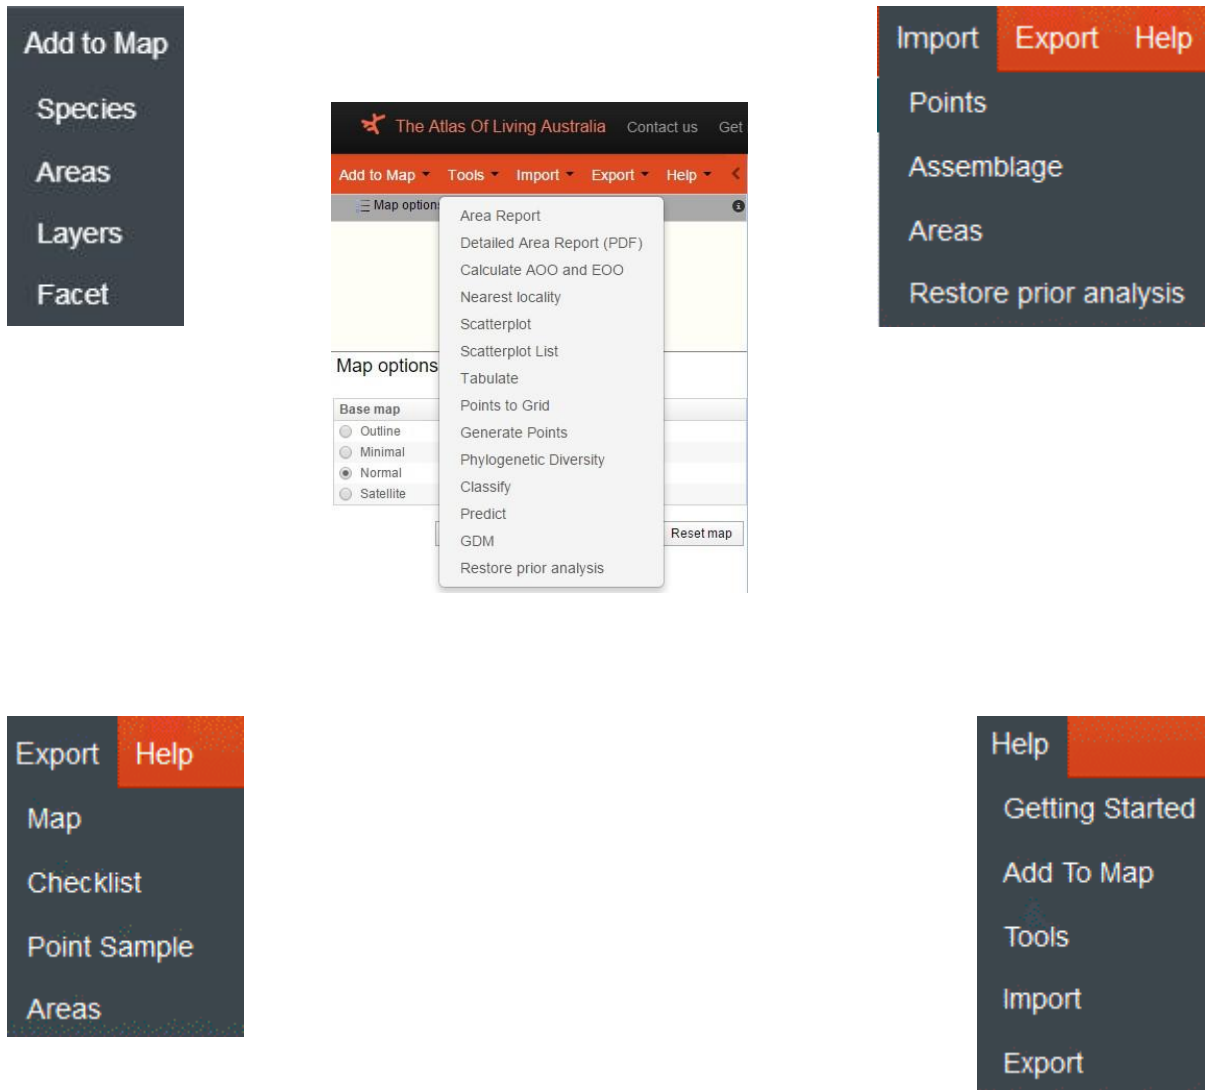 Add to Map
Species
Areas
Layers
Facet
The Atlas Of Living Australia Contact us Get
Add to Map Tools Import Export Help
Map option
Area Report
Detailed Area Report (PDF)
Calculate AOO and EOO
Nearest locality
Scatterplot
Scatterplot List
Tabulate
Points to Grid
Generate Points
Phylogenetic Diversity
Classify
Predict
GDM
Restore prior analysis
Map options
Base map
Outline
Minimal
Normal
Satellite
Reset map
Import Export Help
Points
Assemblage
Areas
Restore prior analysis
Export Help
Map
Checklist
Point Sample
Areas
Help
Getting Started
Add To Map
Tools
Import
Export